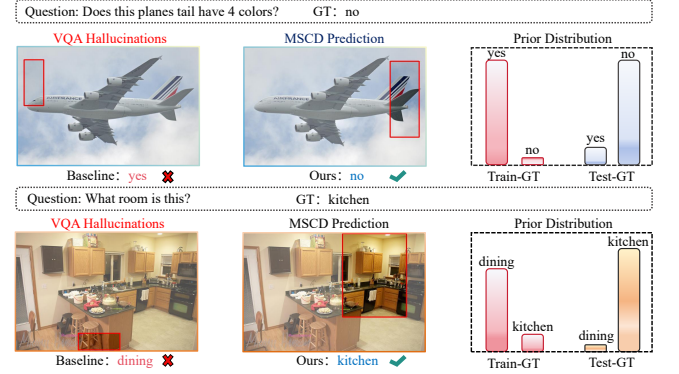 Question: Does this planes tail have 4 colors? GT: no
VQA Hallucinations MSCD Prediction Prior Distribution
yes no
AIRFRANCE AIRFRANCE
yes
no
Baseline: yes Ours: no Train-GT Test-GT
Question: What room is this? GT: kitchen
VQA Hallucinations MSCD Prediction Prior Distribution
kitchen
dining
kitchen
dining
Baseline: dining Ours: kitchen Train-GT Test-GT